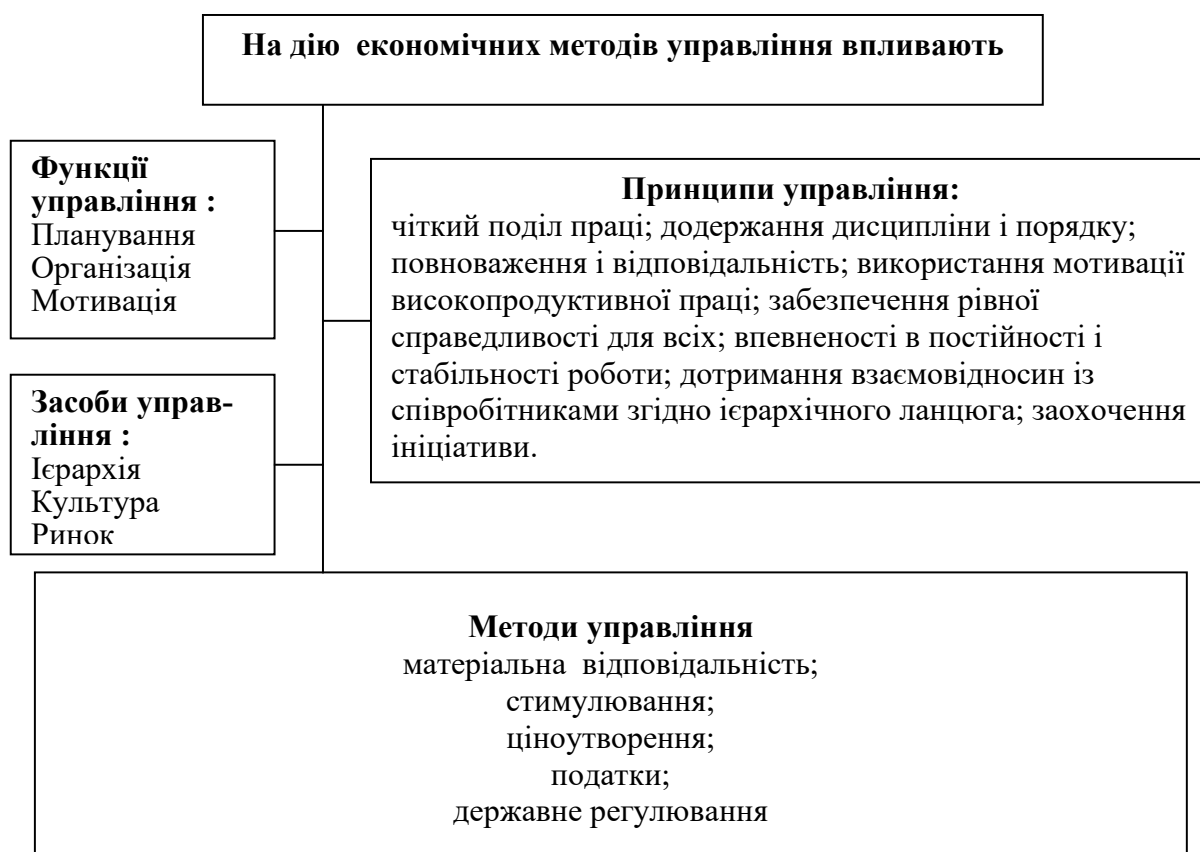 На дію економічних методів управління впливають
Функції
управління :
Планування
Організація
Мотивація
Принципи управління:
чіткий поділ праці; додержання дисципліни і порядку;
повноваження і відповідальність; використання мотивації
високопродуктивної праці; забезпечення рівної
справедливості для всіх; впевненості в постійності і
стабільності роботи; дотримання взаємовідносин із
співробітниками згідно ієрархічного ланцюга; заохочення
ініціативи.
Засоби управ-
ління :
Ієрархія
Культура
Ринок
Методи управління
матеріальна відповідальність;
стимулювання;
ціноутворення;
податки;
державне регулювання